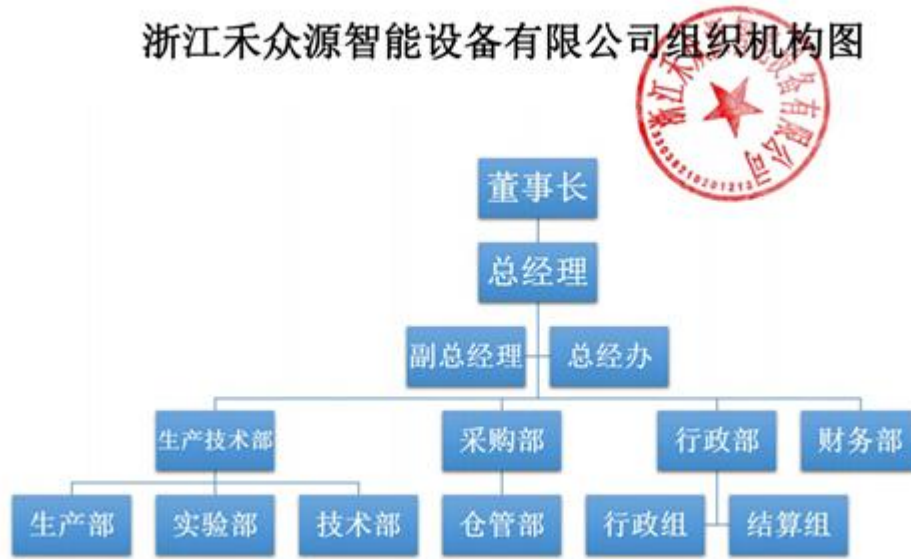 浙江禾众源智能设备有限公司组织机构图
董事长
总经理
副总经理 总经办
生产技术部 采购部 行政部 财务部
生产部 实验部 技术部 仓管部 行政组 结算组